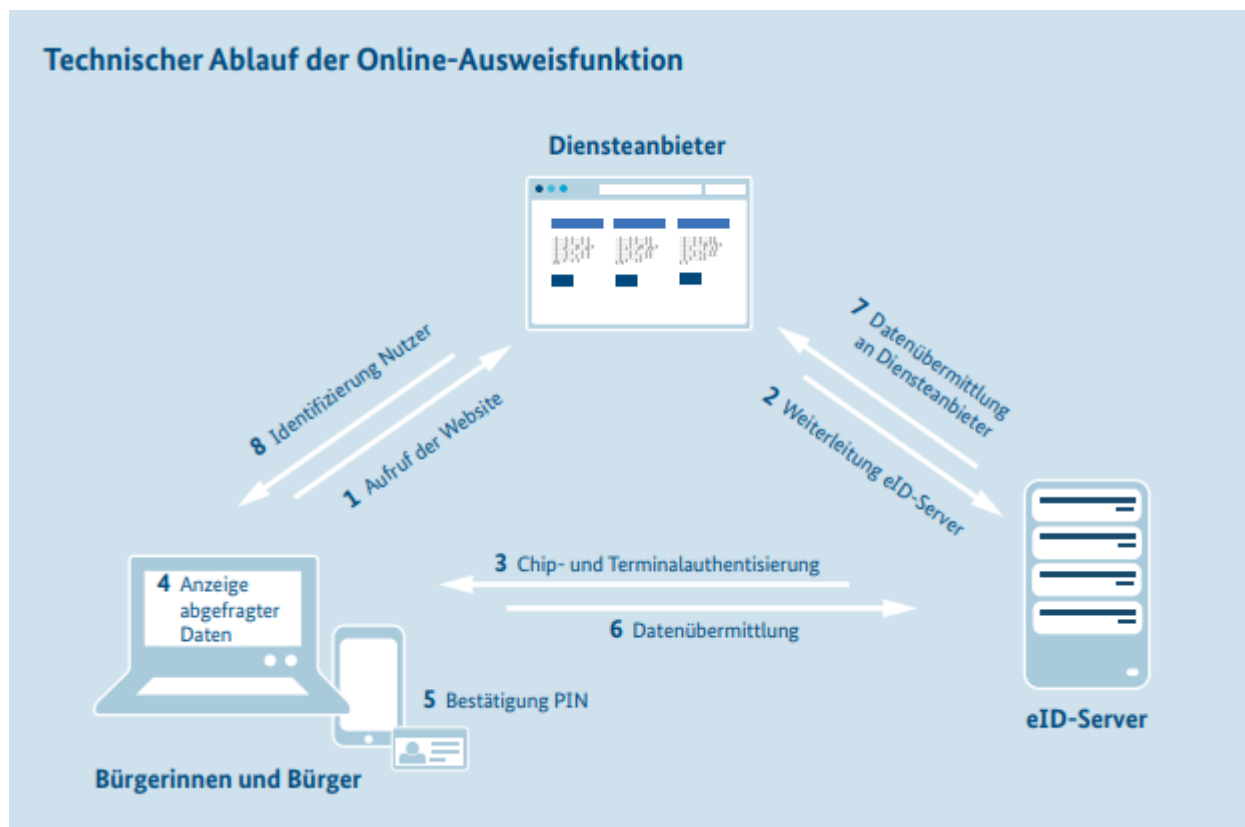 Technischer Ablauf der Online-Ausweisfunktion
Diensteanbieter
8 Identifizierung Nutzer
1 Aufruf der Website
7 Datenübermittlung
an Diensteanbieter
2 Weiterleitung eID-Server
3 Chip- und Terminalauthentisierung
4 Anzeige
abgefragter
Daten
6 Datenübermittlung
5 Bestätigung PIN
eID-Server
Bürgerinnen und Bürger